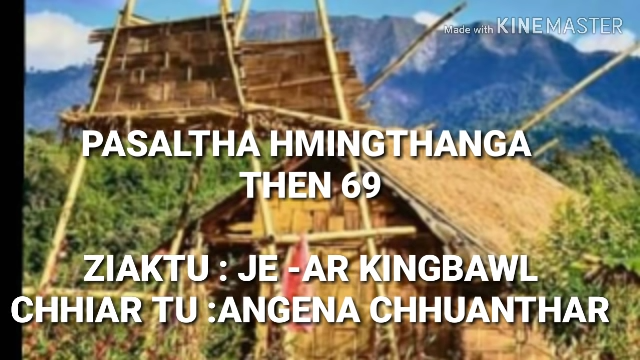 Made with KINEMASTER
PASALTHA HMINGTHANGA
THEN 69
ZIAKTU : JE -AR KINGBAWL
CHHIAR TU :ANGENA CHHUANTHAR